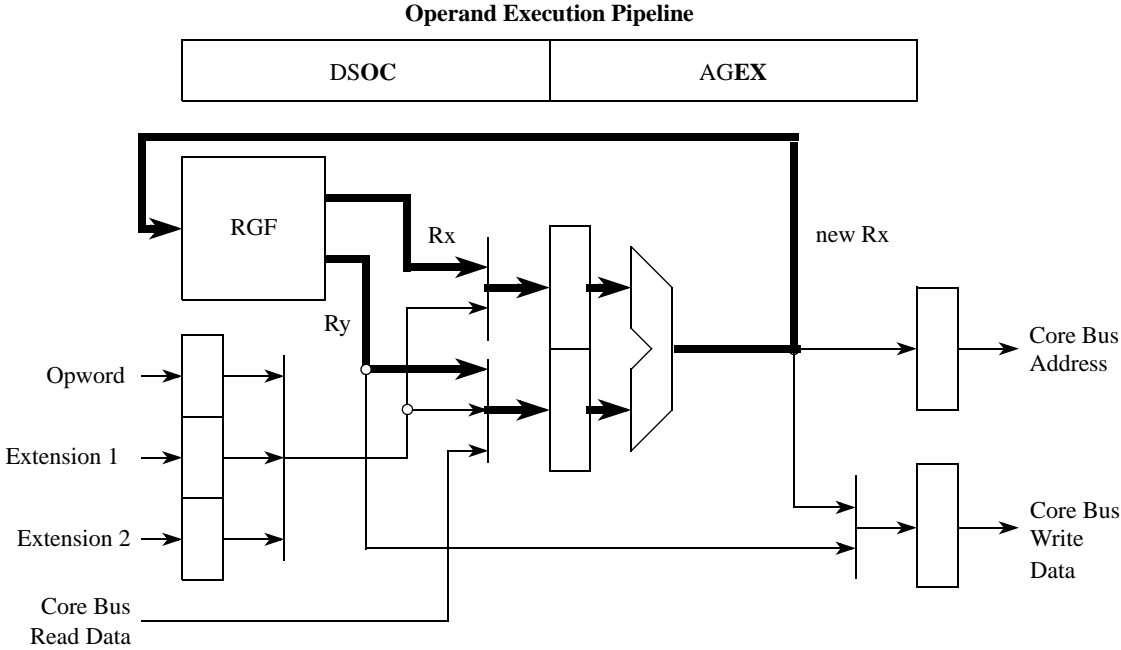 Operand Execution Pipeline
DSOC
AGEX
RGF
Rx
new Rx
Ry
Core Bus
Address
Opword
Extension 1
Core Bus
Write
Data
Extension 2
Core Bus
Read Data